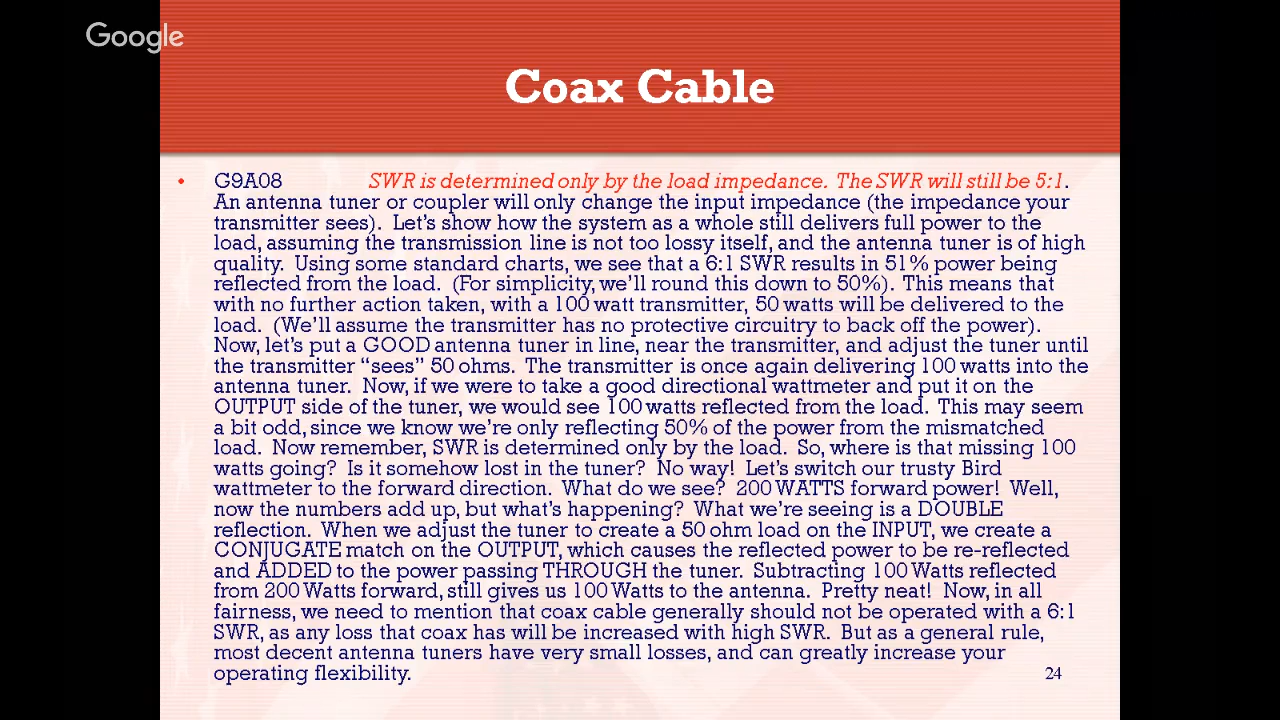 Google
Coax Cable
• G9A08 SWR is determined only by the load impedance. The SWR will still be 5:1.
An antenna tuner or coupler will only change the input impedance (the impedance your
transmitter sees). Let's show how the system as a whole still delivers full power to the
load, assuming the transmission line is not too lossy itself, and the antenna tuner is of high
quality. Using some standard charts, we see that a 6:1 SWR results in 51% power being
reflected from the load. (For simplicity, we'll round this down to 50%). This means that
with no further action taken, with a 100 watt transmitter, 50 watts will be delivered to the
load. (We'll assume the transmitter has no protective circuitry to back off the power).
Now, let's put a GOOD antenna tuner in line, near the transmitter, and adjust the tuner until
the transmitter "sees" 50 ohms. The transmitter is once again delivering 100 watts into the
antenna tuner. Now, if we were to take a good directional wattmeter and put it on the
OUTPUT side of the tuner, we would see 100 watts reflected from the load. This may seem
a bit odd, since we know we're only reflecting 50% of the power from the mismatched
load. Now remember, SWR is determined only by the load. So, where is that missing 100
watts going? Is it somehow lost in the tuner? No way! Let's switch our trusty Bird
wattmeter to the forward direction. What do we see? 200 WATTS forward power! Well,
now the numbers add up, but what's happening? What we're seeing is a DOUBLE
reflection. When we adjust the tuner to create a 50 ohm load on the INPUT, we create a
CONJUGATE match on the OUTPUT, which causes the reflected power to be re-reflected
and ADDED to the power passing THROUGH the tuner. Subtracting 100 Watts reflected
from 200 Watts forward, still gives us 100 Watts to the antenna. Pretty neat! Now, in all
fairness, we need to mention that coax cable generally should not be operated with a 6:1
SWR, as any loss that coax has will be increased with high SWR. But as a general rule,
most decent antenna tuners have very small losses, and can greatly increase your
operating flexibility.
24